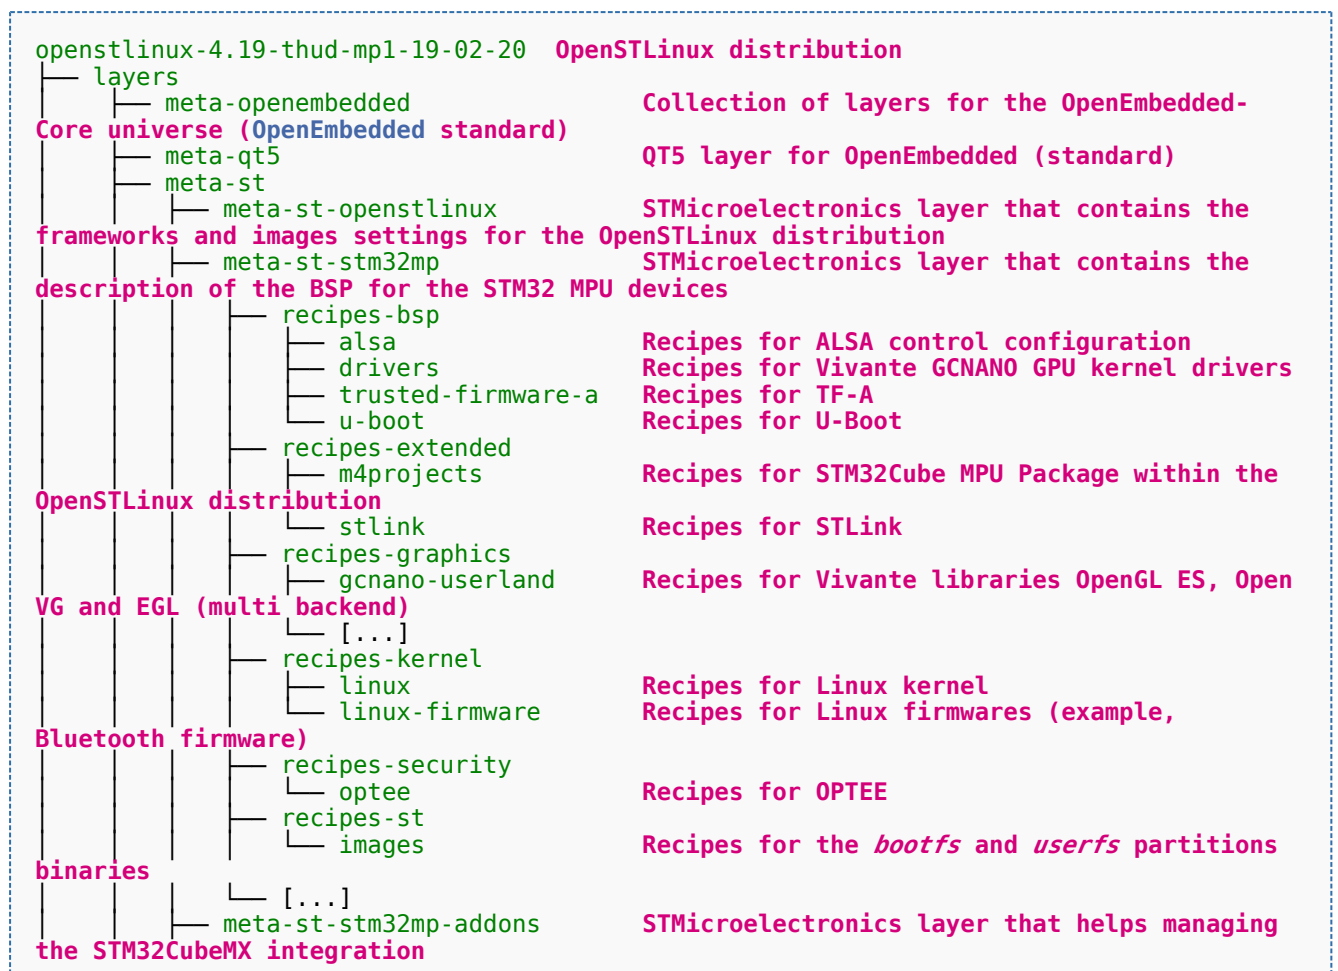 openstlinux-4.19-thud-mp1-19-02-20  OpenSTLinux distribution
├── layers
│    ├── meta-openembedded                Collection of layers for the OpenEmbedded-
Core universe (OpenEmbedded standard)
│    ├── meta-qt5                         QT5 layer for OpenEmbedded (standard)
│    ├── meta-st
│    │   ├── meta-st-openstlinux          STMicroelectronics layer that contains the
frameworks and images settings for the OpenSTLinux distribution
│    │   ├── meta-st-stm32mp              STMicroelectronics layer that contains the
description of the BSP for the STM32 MPU devices
│    │   │   ├── recipes-bsp
│    │   │   │   ├── alsa                 Recipes for ALSA control configuration
│    │   │   │   ├── drivers              Recipes for Vivante GCNANO GPU kernel drivers
│    │   │   │   ├── trusted-firmware-a   Recipes for TF-A
│    │   │   │   └── u-boot               Recipes for U-Boot
│    │   │   ├── recipes-extended
│    │   │   │   ├── m4projects           Recipes for STM32Cube MPU Package within the
OpenSTLinux distribution
│    │   │   │   └── stlink               Recipes for STLink
│    │   │   ├── recipes-graphics
│    │   │   │   ├── gcnano-userland      Recipes for Vivante libraries OpenGL ES, Open
VG and EGL (multi backend)
│    │   │   │   └── [...]
│    │   │   ├── recipes-kernel
│    │   │   │   ├── linux                Recipes for Linux kernel
│    │   │   │   └── linux-firmware       Recipes for Linux firmwares (example,
Bluetooth firmware)
│    │   │   ├── recipes-security
│    │   │   │   └── optee                Recipes for OPTEE
│    │   │   ├── recipes-st
│    │   │   │   └── images               Recipes for the bootfs and userfs partitions
binaries
│    │   │   └── [...]
│    │   ├── meta-st-stm32mp-addons       STMicroelectronics layer that helps managing
the STM32CubeMX integration